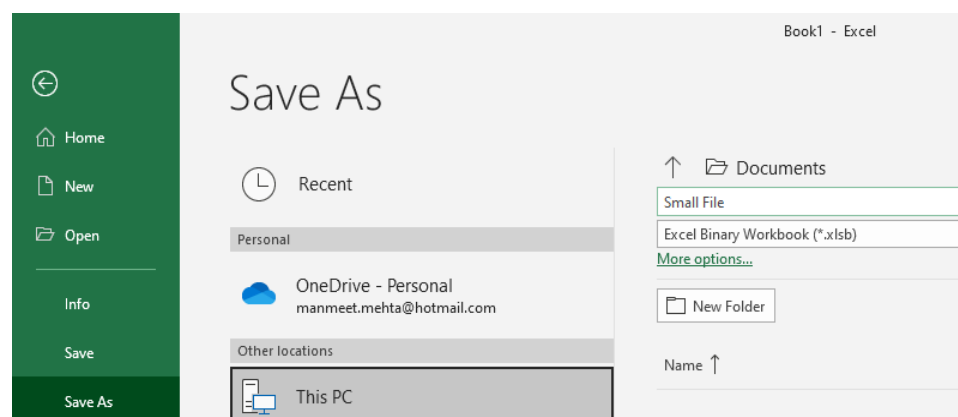 Book1 - Excel
Save As
Home
New
Open
Info
Save
Save As
Recent
Personal
OneDrive - Personal
manmeet.mehta@hotmail.com
Other locations
This PC
Documents
Small File
Excel Binary Workbook (*.xlsb)
More options...
New Folder
Name ↑